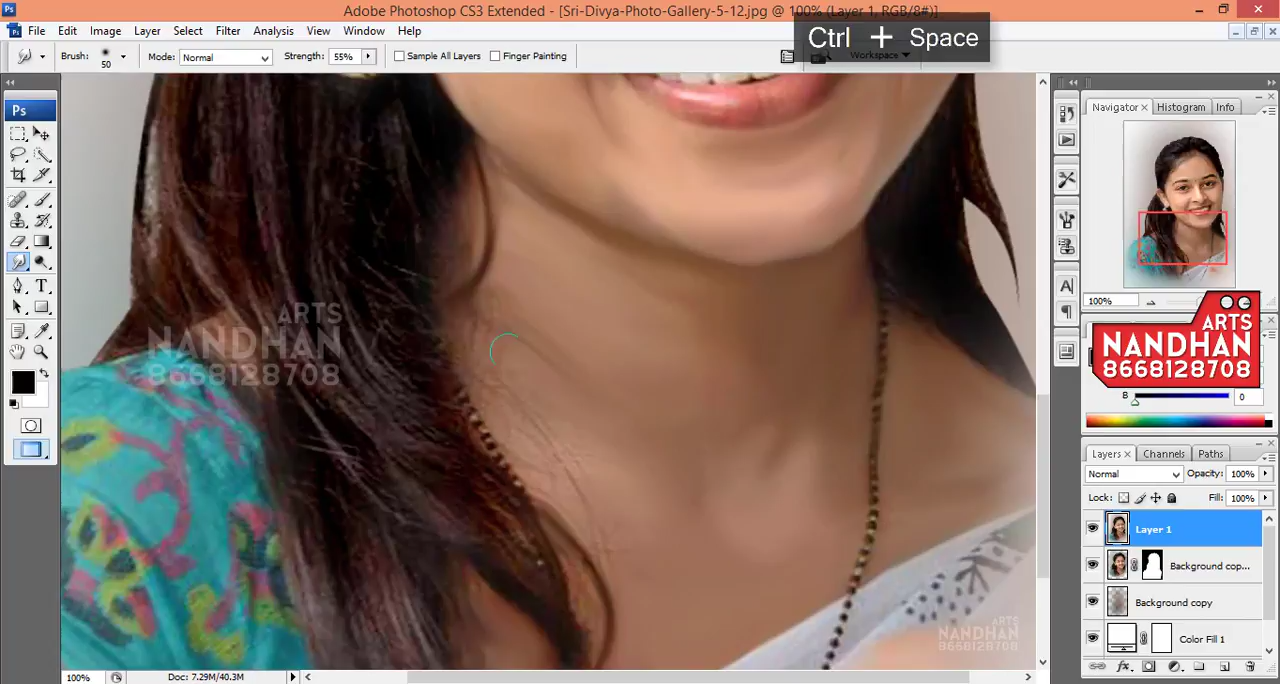 Adobe Photoshop CS3 Extended - [Sri-Divya-Photo-Gallery-5-12.jpg @ 100% (Layer 1, RGB/8#)]
Ctrl + Space
File Edit Image Layer Select Filter Analysis View Window Help
Brush: 50 Mode: Normal Strength: 55% Sample All Layers Finger Painting Workspace
Ps
Navigator Histogram Info
100%
ARTS
NANDHAN
8668128708
ARTS
NANDHAN
8668128708
B 0
Layers Channels Paths
Normal Opacity: 100%
Lock: Fill: 100%
Layer 1
Background cop...
Background copy
Color Fill 1
ARTS
NANDHAN
8668128708
100% Doc: 7.29M/40.3M